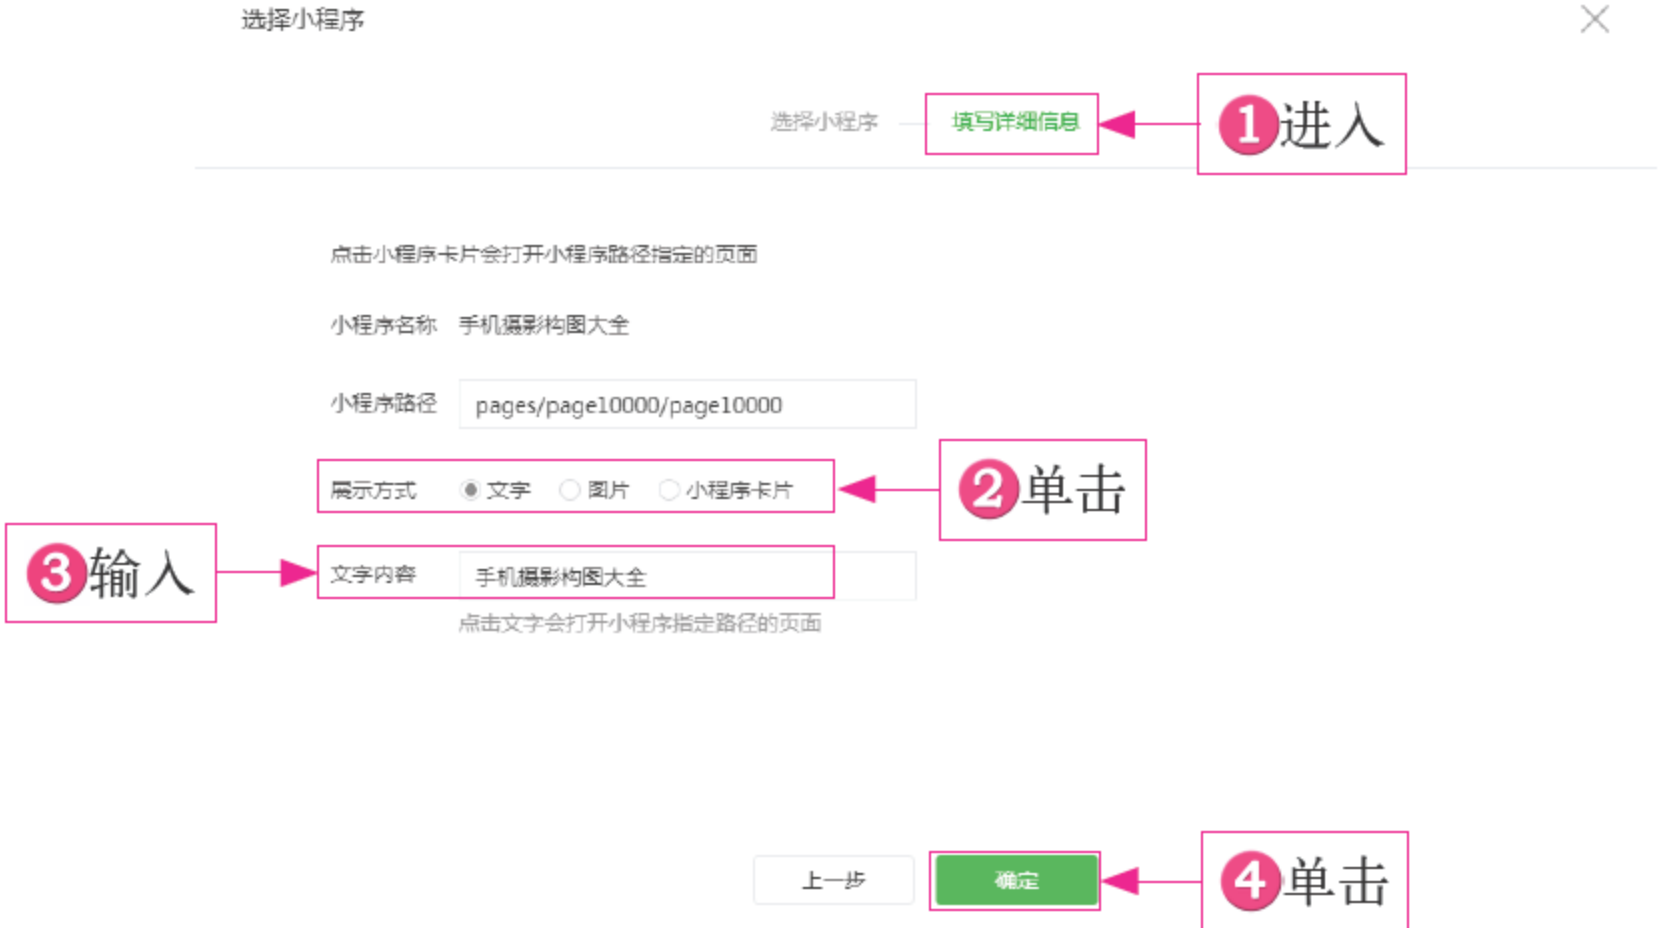 选择小程序
选择小程序 填写详细信息
1进入
点击小程序卡片会打开小程序路径指定的页面
小程序名称 手机摄影构图大全
小程序路径 pages/page10000/page10000
展示方式 文字 图片 小程序卡片
2单击
3输入
文字内容 手机摄影构图大全
点击文字会打开小程序指定路径的页面
上一步 确定
4单击